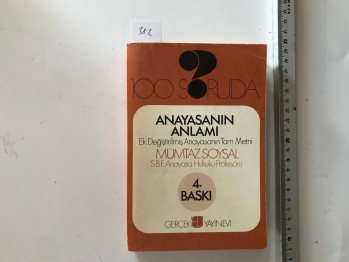 312
100 SORUDA
ANAYASANIN
ANLAMI
Ek: Değiştirilmiş Anayasanın Tam Metni
MÜMTAZ SOYSAL
S.B.F. Anayasa Hukuku Profesörü
4.
BASKI
GERÇEK YAYINEVİ